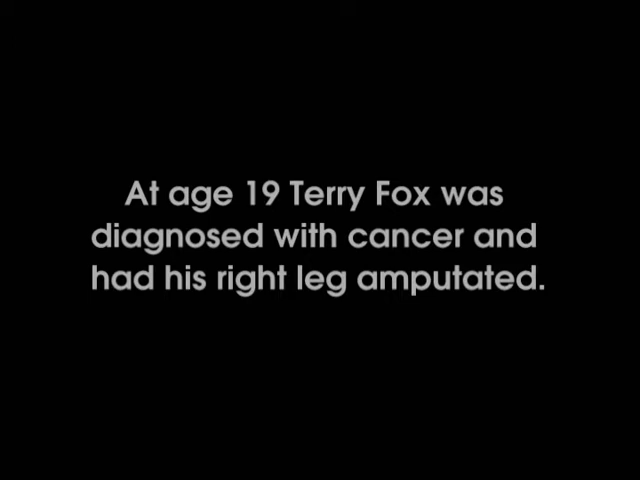 At age 19 Terry Fox was
diagnosed with cancer and
had his right leg amputated.